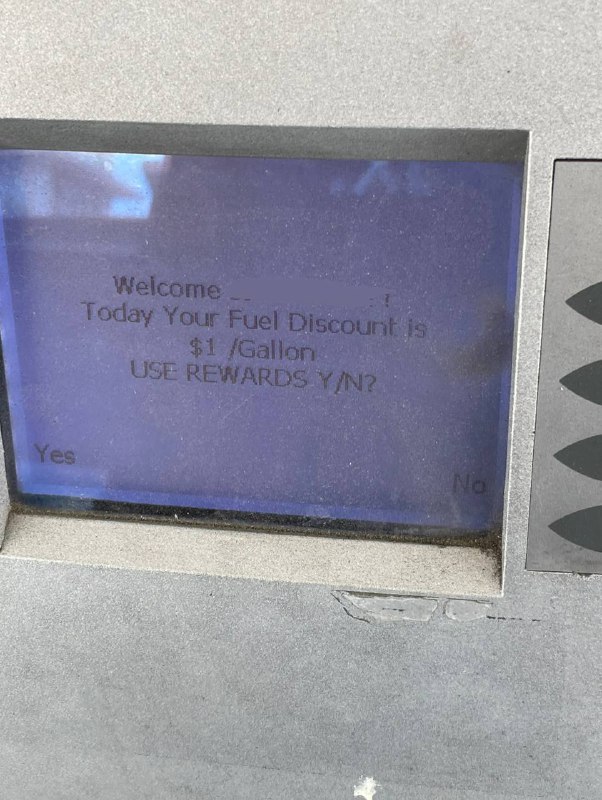 Welcome
Today Your Fuel Discount is
$1 /Gallon
USE REWARDS Y/N?
Yes
No